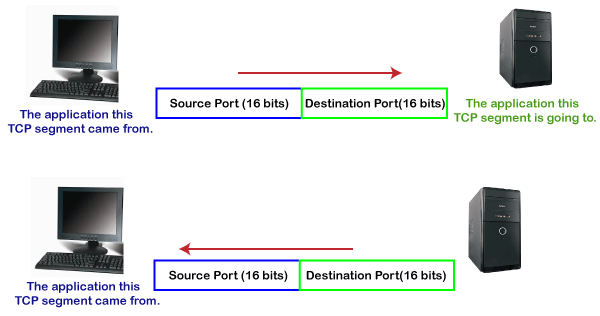 Source Port (16 bits) Destination Port(16 bits)
The application this
TCP segment came from.
The application this
TCP segment is going to.
Source Port (16 bits) Destination Port(16 bits)
The application this
TCP segment came from.